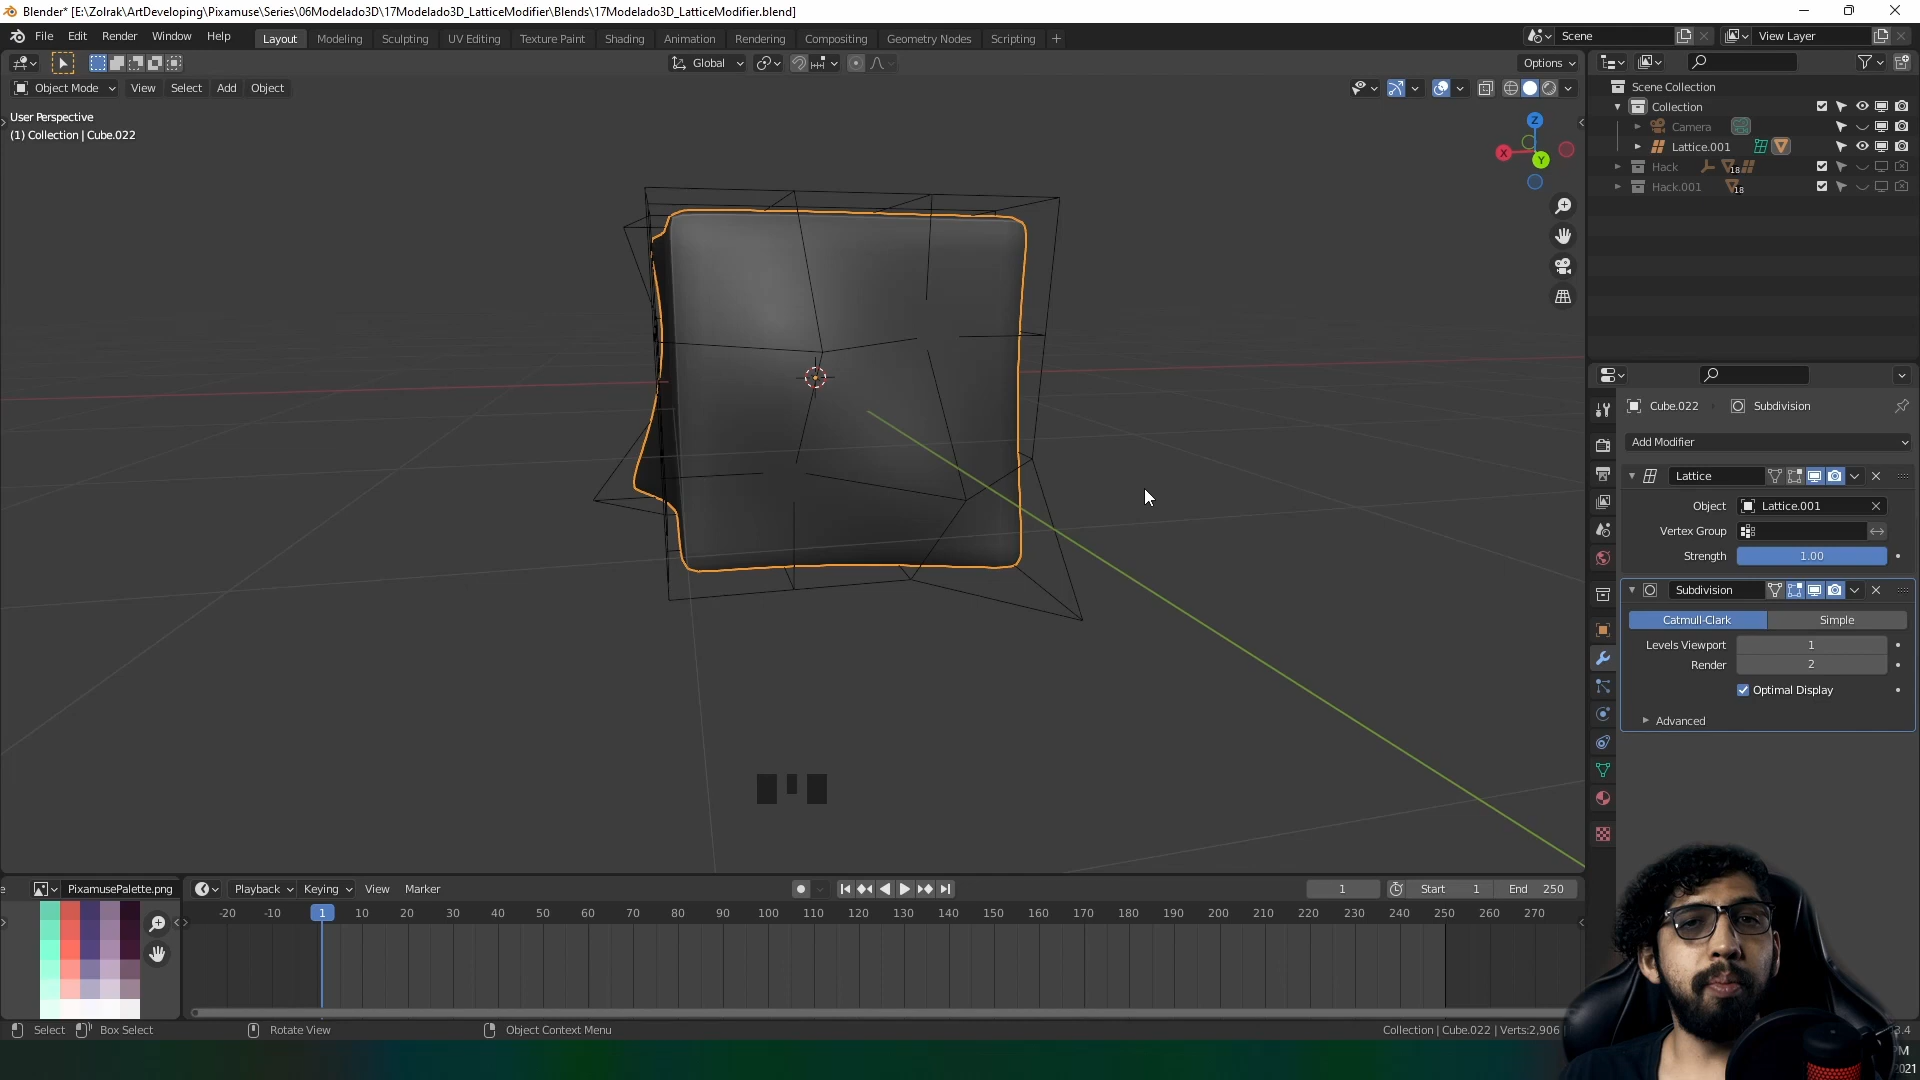 Blender* [E:\Zolrak\ArtDeveloping\Pixamuse\Series\06Modelado3D\17Modelado3D_LatticeModifier\Blends\17Modelado3D_LatticeModifier.blend]
File Edit Render Window Help Layout Modeling Sculpting UV Editing Texture Paint Shading Animation Rendering Compositing Geometry Nodes Scripting + Scene View Layer
Global Options
Object Mode View Select Add Object
User Perspective
(1) Collection | Cube.022
Z
X
Y
Scene Collection
Collection
Camera
Lattice.001
Hack 18
Hack.001 18
Cube.022 Subdivision
Add Modifier
Lattice
Object Lattice.001
Vertex Group
Strength 1.00
Subdivision
Catmull-Clark Simple
Levels Viewport 1
Render 2
Optimal Display
Advanced
PixamusePalette.png Playback Keying View Marker 1 Start 1 End 250
-20 -10 1 10 20 30 40 50 60 70 80 90 100 110 120 130 140 150 160 170 180 190 200 210 220 230 240 250 260 270
Select Box Select Rotate View Object Context Menu Collection | Cube.022 | Verts:2,906
3.4
PM
2021